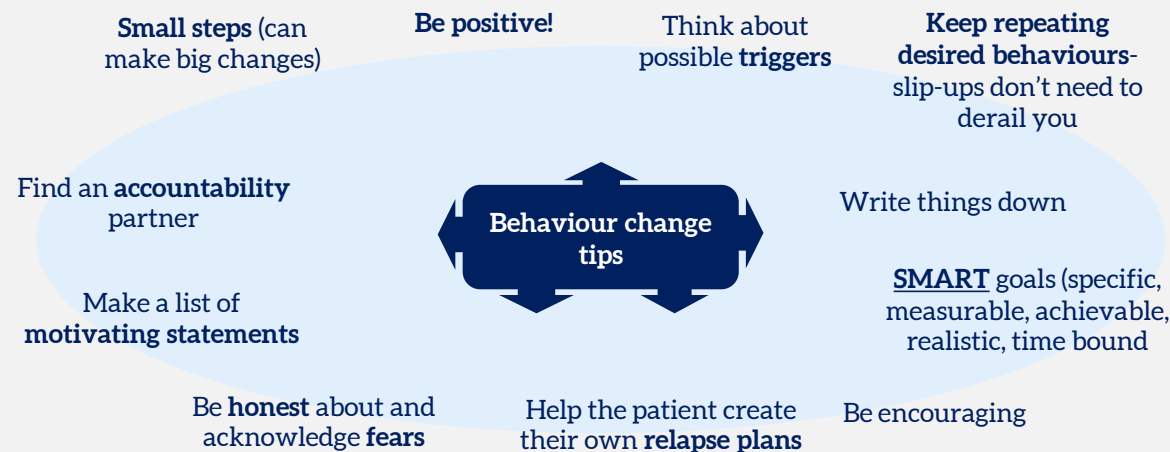 Small steps (can
make big changes)
Be positive!
Think about
possible triggers
Keep repeating
desired behaviours-
slip-ups don't need to
derail you
Find an accountability
partner
Behaviour change
tips
Write things down
Make a list of
motivating statements
SMART goals (specific,
measurable, achievable,
realistic, time bound
Be honest about and
acknowledge fears
Help the patient create
their own relapse plans
Be encouraging